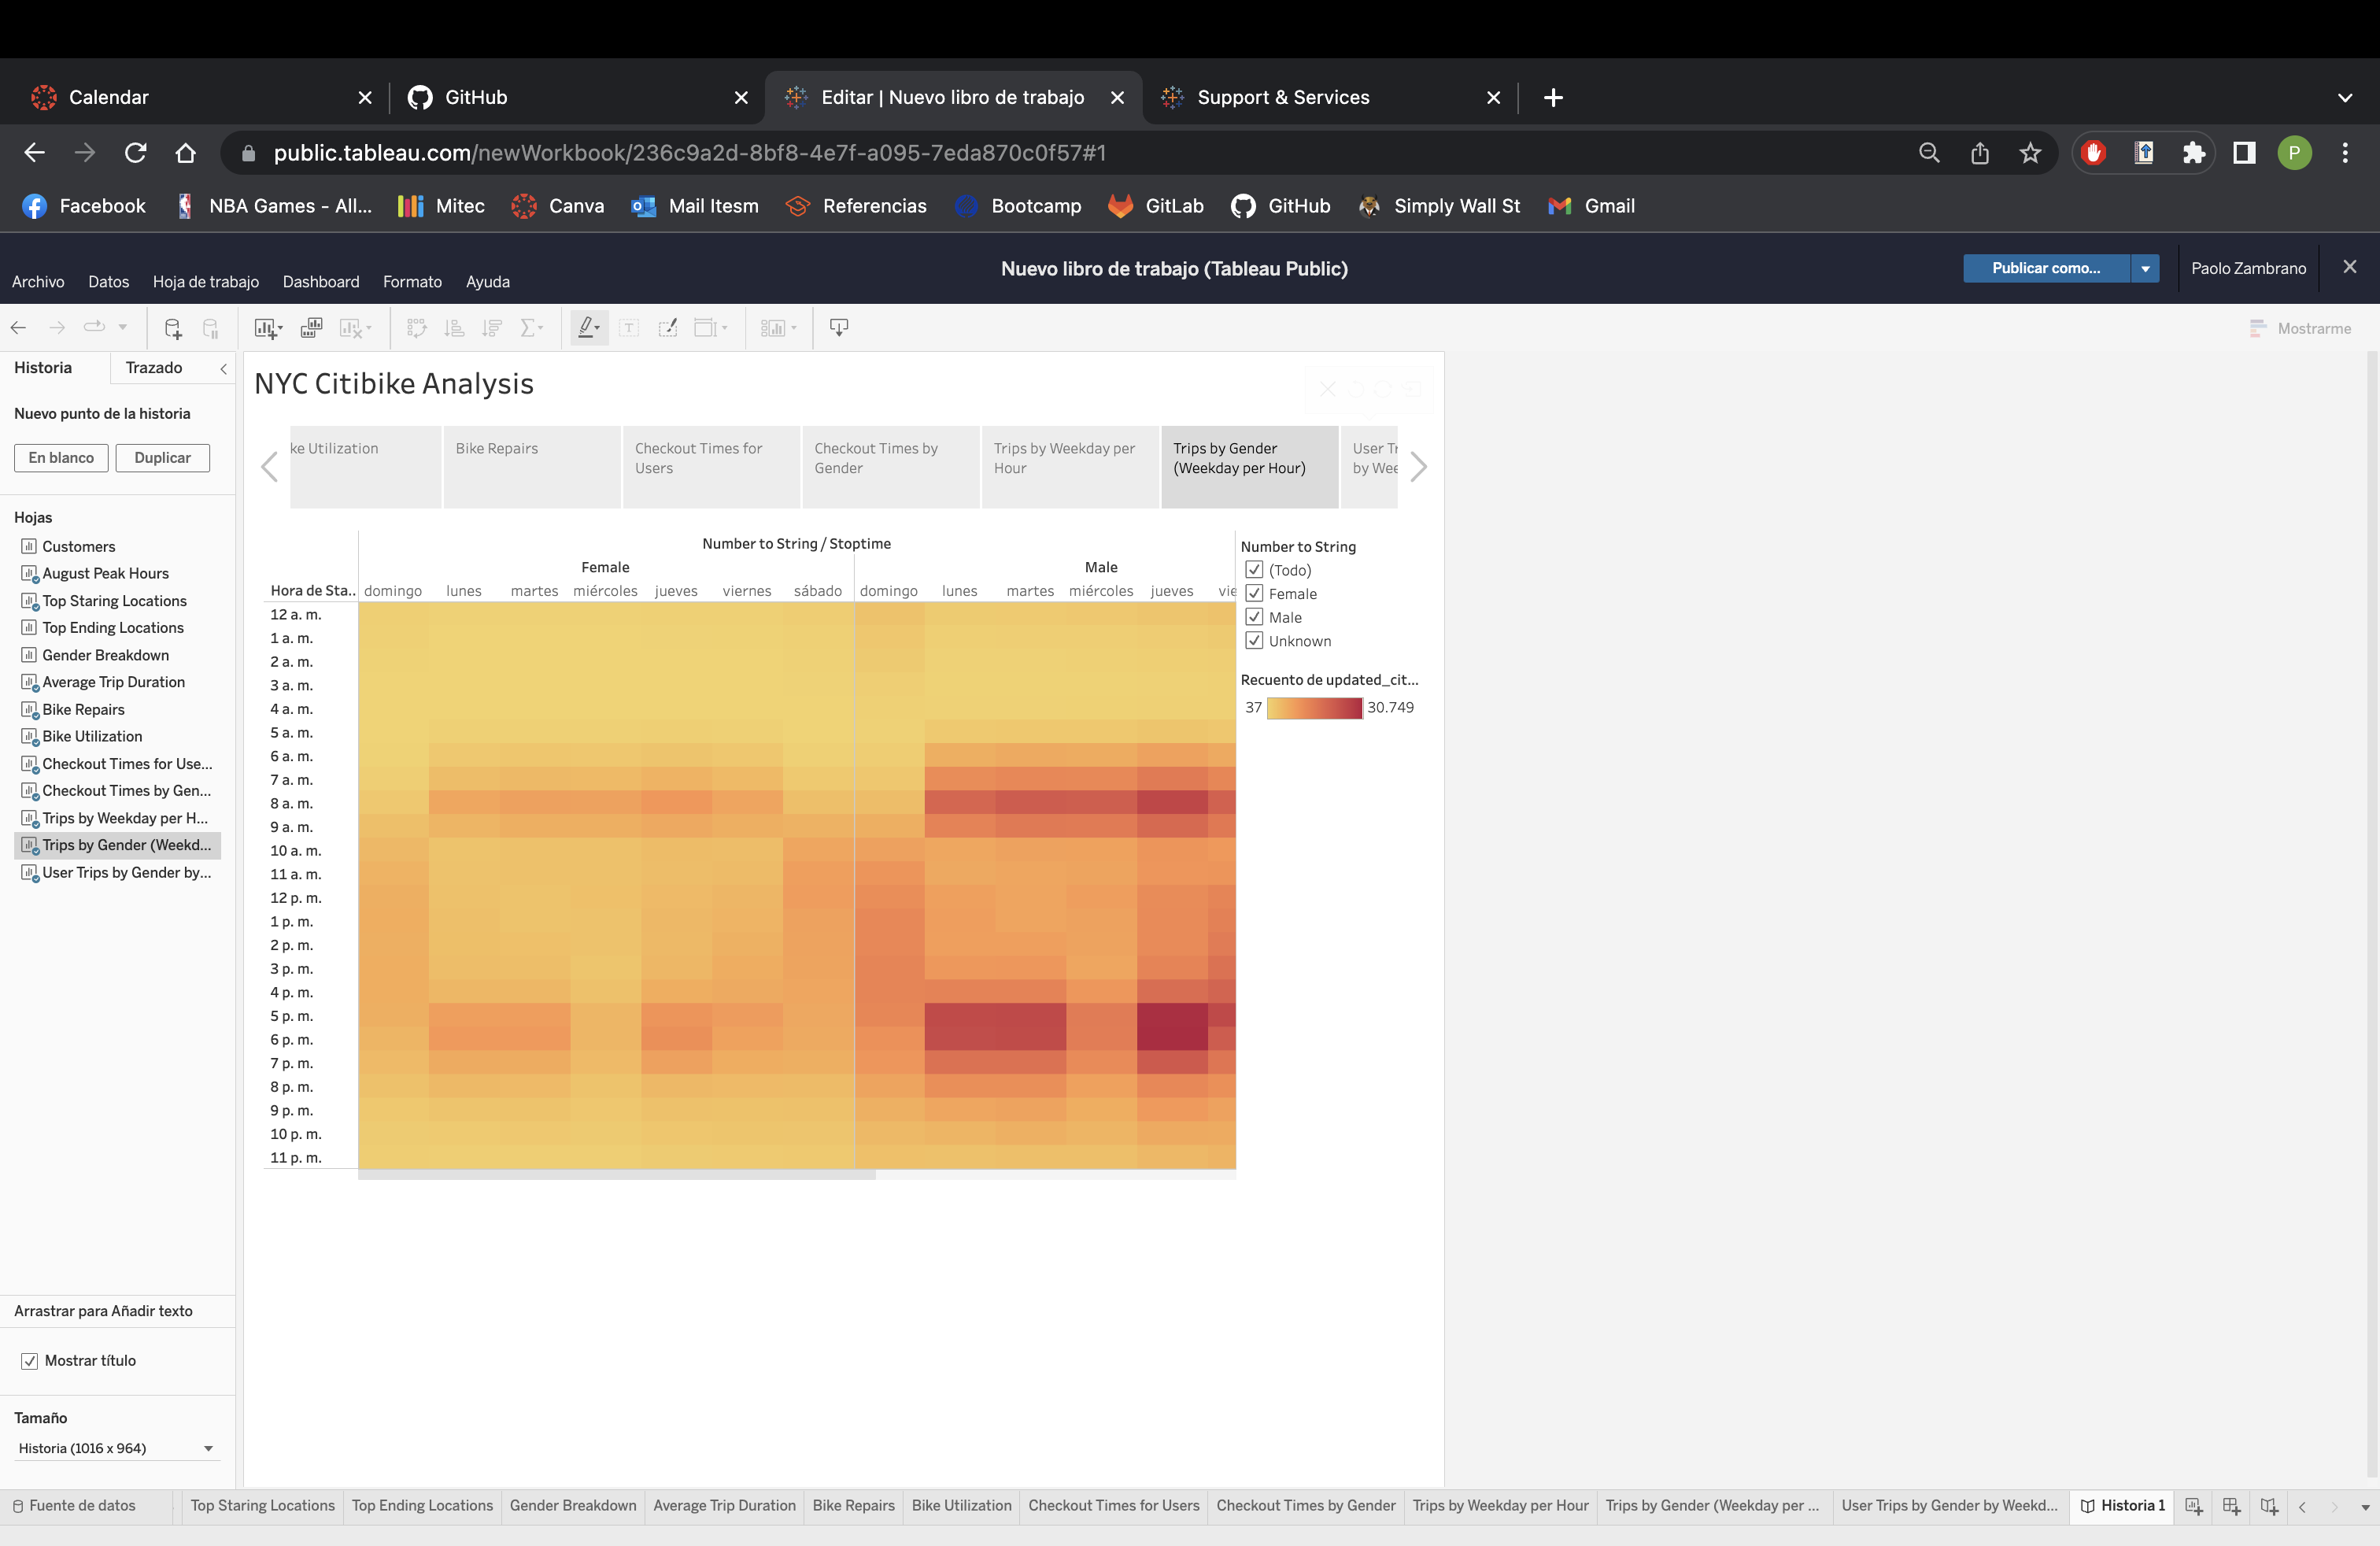 Calendar
GitHub
Editar | Nuevo libro de trabajo
Support & Services
public.tableau.com/newWorkbook/236c9a2d-8bf8-4e7f-a095-7eda870c0f57#1
P
Facebook
NBA Games - All...
Mitec
Canva
Mail Itesm
Referencias
Bootcamp
GitLab
GitHub
Simply Wall St
Gmail
Nuevo libro de trabajo (Tableau Public)
Publicar como...
Paolo Zambrano
Archivo
Datos
Hoja de trabajo
Dashboard
Formato
Ayuda
Mostrarme
Historia
Trazado
Nuevo punto de la historia
En blanco
Duplicar
Hojas
Customers
August Peak Hours
Top Staring Locations
Top Ending Locations
Gender Breakdown
Average Trip Duration
Bike Repairs
Bike Utilization
Checkout Times for Use...
Checkout Times by Gen...
Trips by Weekday per H...
Trips by Gender (Weekd...
User Trips by Gender by...
Arrastrar para Añadir texto
Mostrar título
Tamaño
Historia (1016 x 964)
NYC Citibike Analysis
ke Utilization
Bike Repairs
Checkout Times for
Users
Checkout Times by
Gender
Trips by Weekday per
Hour
Trips by Gender
(Weekday per Hour)
User Tr
by Wee
Number to String / Stoptime
Female
Male
Hora de Sta..
domingo lunes martes miércoles jueves viernes sábado domingo lunes martes miércoles jueves vie
12 a. m.
1 a. m.
2 a. m.
3 a. m.
4 a. m.
5 a. m.
6 a. m.
7 a. m.
8 a. m.
9 a. m.
10 a. m.
11 a. m.
12 p. m.
1 p. m.
2 p. m.
3 p. m.
4 p. m.
5 p. m.
6 p. m.
7 p. m.
8 p. m.
9 p. m.
10 p. m.
11 p. m.
Number to String
(Todo)
Female
Male
Unknown
Recuento de updated_cit...
37
30.749
Fuente de datos
Top Staring Locations
Top Ending Locations
Gender Breakdown
Average Trip Duration
Bike Repairs
Bike Utilization
Checkout Times for Users
Checkout Times by Gender
Trips by Weekday per Hour
Trips by Gender (Weekday per ...
User Trips by Gender by Weekd...
Historia 1